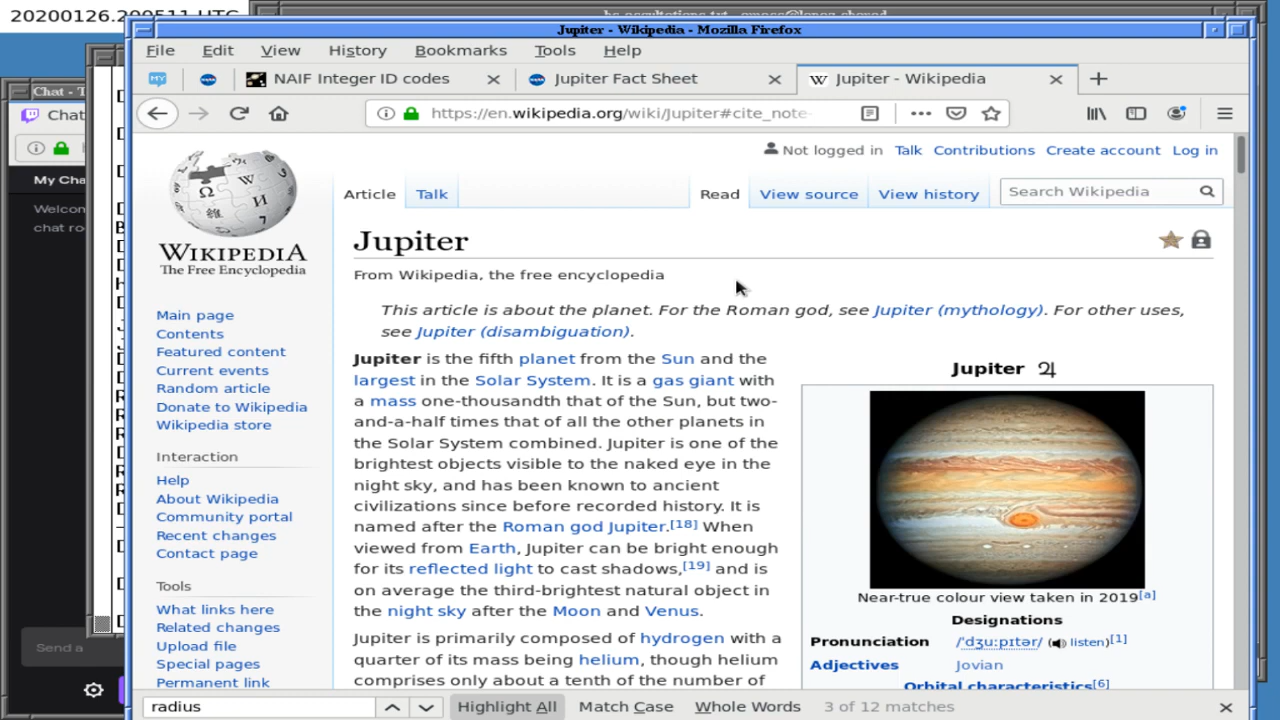 20200126.200511 UTC
Jupiter - Wikipedia - Mozilla Firefox
File Edit View History Bookmarks Tools Help
MY NAIF Integer ID codes Jupiter Fact Sheet W Jupiter - Wikipedia
https://en.wikipedia.org/wiki/Jupiter#cite_note-
Chat - T
Chat
My Cha
Welcon
chat ro
Send a
Not logged in Talk Contributions Create account Log in
Article Talk Read View source View history Search Wikipedia
WIKIPEDIA
The Free Encyclopedia
Main page
Contents
Featured content
Current events
Random article
Donate to Wikipedia
Wikipedia store
Interaction
Help
About Wikipedia
Community portal
Recent changes
Contact page
Tools
What links here
Related changes
Upload file
Special pages
Permanent link
Jupiter
From Wikipedia, the free encyclopedia
This article is about the planet. For the Roman god, see Jupiter (mythology). For other uses,
see Jupiter (disambiguation).
Jupiter is the fifth planet from the Sun and the
largest in the Solar System. It is a gas giant with
a mass one-thousandth that of the Sun, but two-
and-a-half times that of all the other planets in
the Solar System combined. Jupiter is one of the
brightest objects visible to the naked eye in the
night sky, and has been known to ancient
civilizations since before recorded history. It is
named after the Roman god Jupiter.[18] When
viewed from Earth, Jupiter can be bright enough
for its reflected light to cast shadows,[19] and is
on average the third-brightest natural object in
the night sky after the Moon and Venus.
Jupiter is primarily composed of hydrogen with a
quarter of its mass being helium, though helium
comprises only about a tenth of the number of
Jupiter ♃
Near-true colour view taken in 2019[a]
Designations
Pronunciation /ˈdʒuːpɪtər/ (listen)[1]
Adjectives Jovian
Orbital characteristics[6]
radius Highlight All Match Case Whole Words 3 of 12 matches